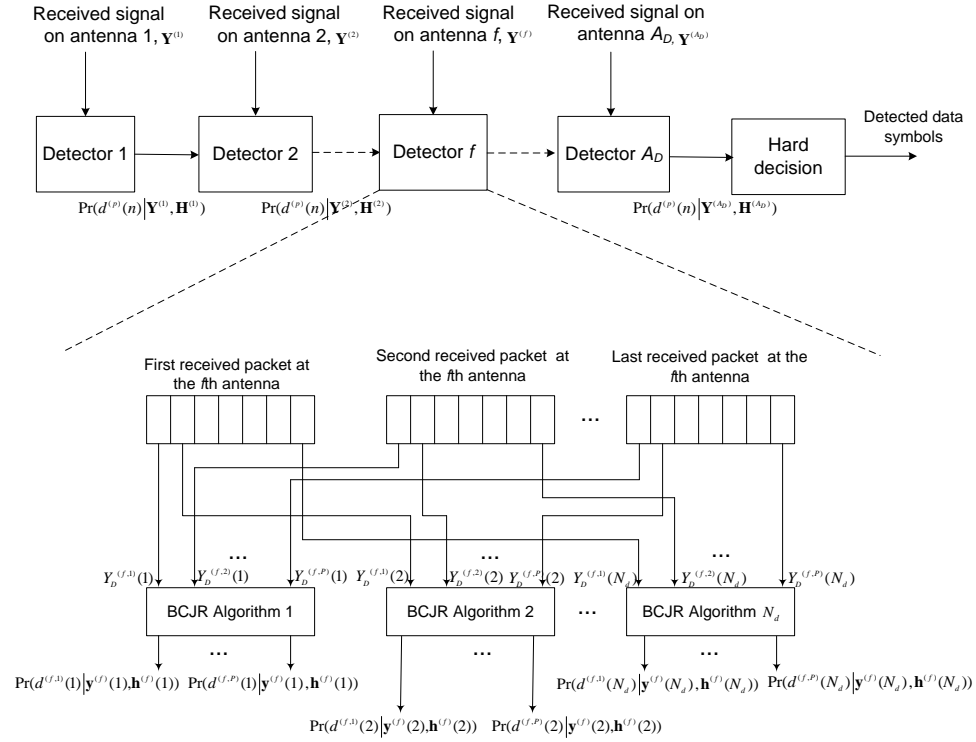 Received signal
on antenna 1, Y^(1)
Received signal
on antenna 2, Y^(2)
Received signal
on antenna f, Y^(f)
Received signal on
antenna A_D, Y^(A_D)
Detector 1
Detector 2
Detector f
Detector A_D
Hard
decision
Detected data
symbols
Pr(d^(p)(n)|Y^(1),H^(1))
Pr(d^(p)(n)|Y^(2),H^(2))
Pr(d^(p)(n)|Y^(A_D),H^(A_D))
First received packet at
the fth antenna
Second received packet at
the fth antenna
Last received packet at the
fth antenna
...
... ... ...
Y_D^(f,1)(1) Y_D^(f,2)(1) Y_D^(f,P)(1) Y_D^(f,1)(2) Y_D^(f,2)(2) Y_D^(f,P)(2) Y_D^(f,1)(N_d) Y_D^(f,2)(N_d) Y_D^(f,P)(N_d)
BCJR Algorithm 1
BCJR Algorithm 2
...
BCJR Algorithm N_d
... ... ...
Pr(d^(f,1)(1)|y^(f)(1),h^(f)(1)) Pr(d^(f,P)(1)|y^(f)(1),h^(f)(1))
Pr(d^(f,1)(N_d)|y^(f)(N_d),h^(f)(N_d)) Pr(d^(f,P)(N_d)|y^(f)(N_d),h^(f)(N_d))
Pr(d^(f,1)(2)|y^(f)(2),h^(f)(2)) Pr(d^(f,P)(2)|y^(f)(2),h^(f)(2))